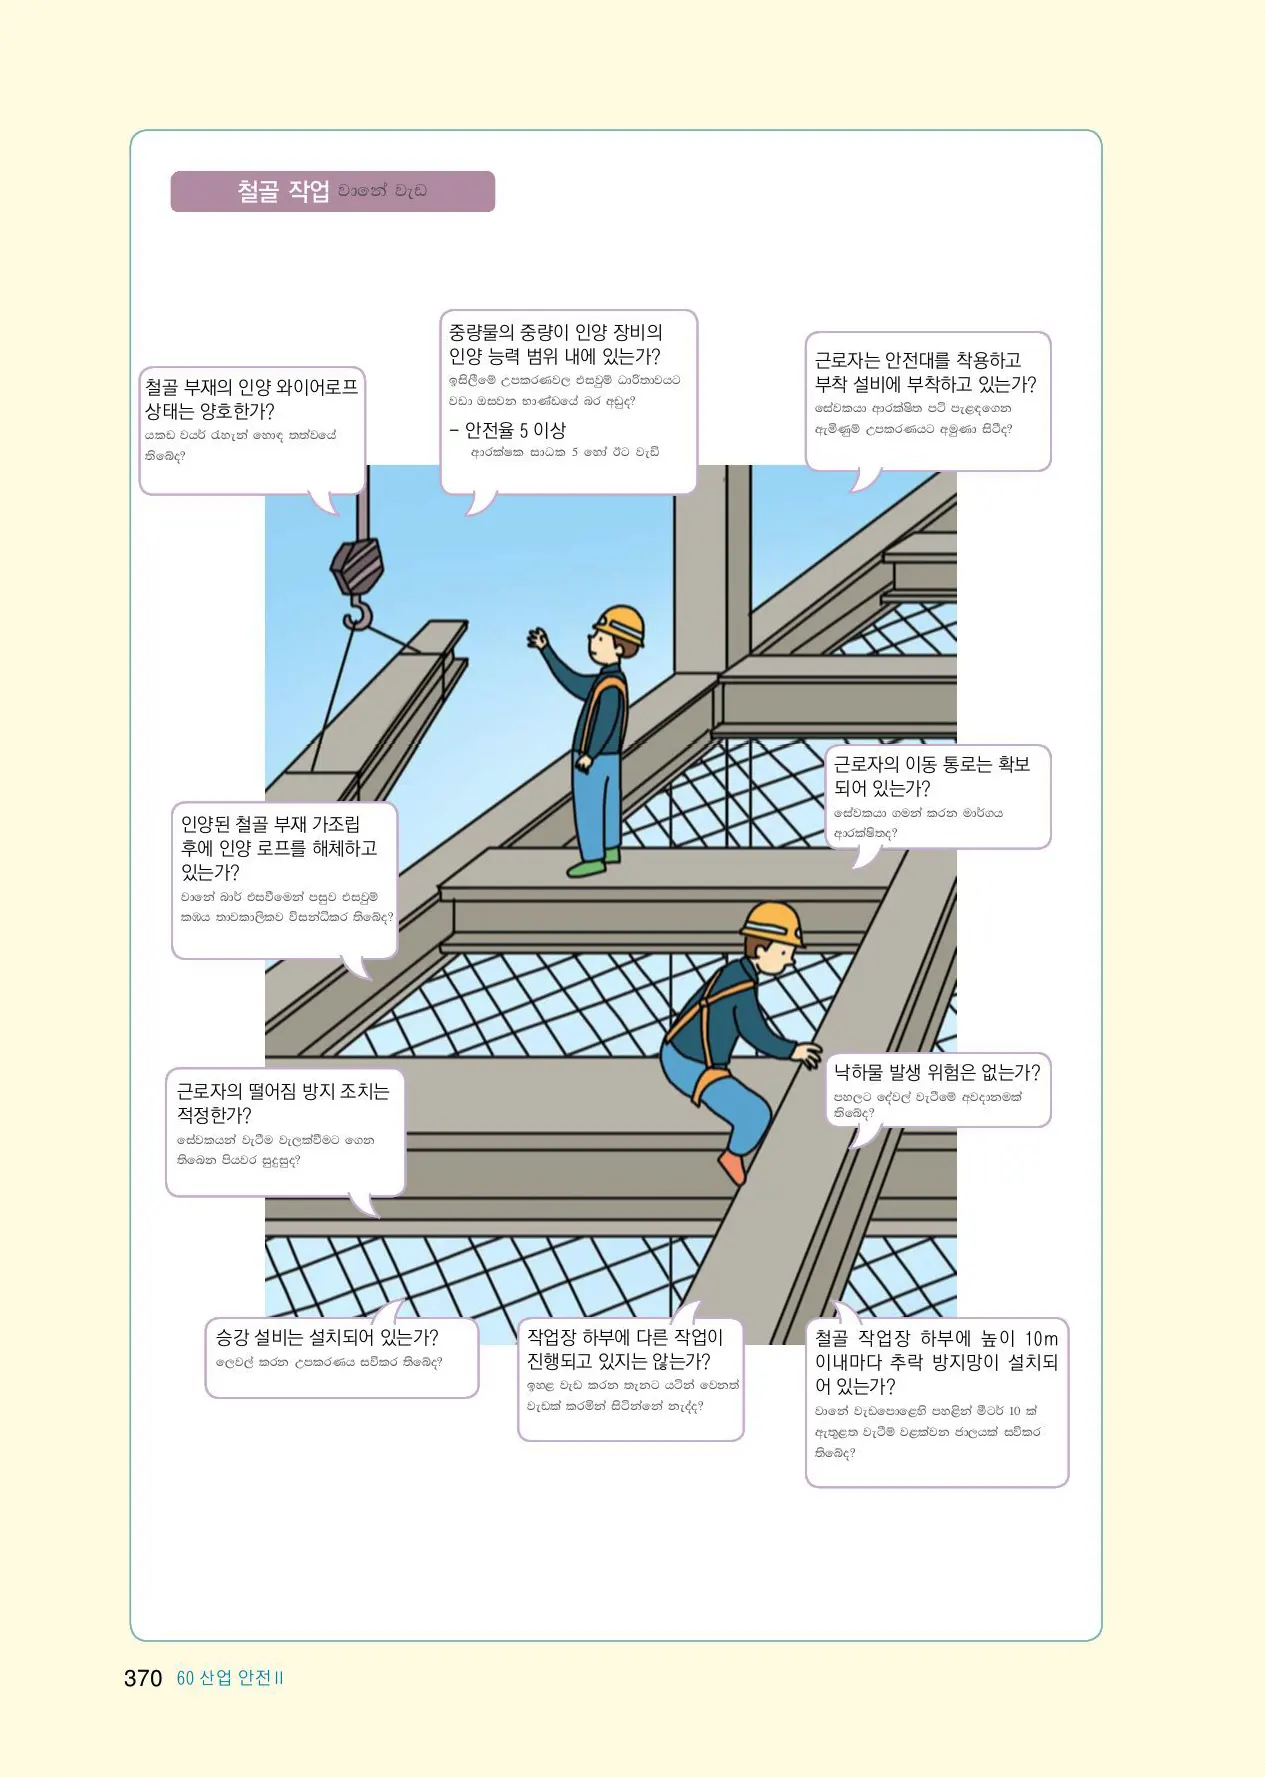 철골 작업 වානේ වැඩ
중량물의 중량이 인양 장비의
인양 능력 범위 내에 있는가?
ඉසිලීමේ උපකරණවල එසවුම් ධාරිතාවයට
වඩා ඔසවන භාණ්ඩයේ බර අඩුද?
- 안전율 5 이상
ආරක්ෂක සාධක 5 හෝ ඊට වැඩි
근로자는 안전대를 착용하고
부착 설비에 부착하고 있는가?
සේවකයා ආරක්ෂිත පටි පැළඳගෙන
ඇමිණුම් උපකරණයට අමුණා සිටීද?
철골 부재의 인양 와이어로프
상태는 양호한가?
යකඩ වයර් රැහැන් හොඳ තත්වයේ
තිබේද?
근로자의 이동 통로는 확보
되어 있는가?
සේවකයා ගමන් කරන මාර්ගය
ආරක්ෂිතද?
인양된 철골 부재 가조립
후에 인양 로프를 해체하고
있는가?
වානේ බාර් එසවීමෙන් පසුව එසවුම්
කඹය තාවකාලිකව විසන්ධිකර තිබේද?
낙하물 발생 위험은 없는가?
පහලට දේවල් වැටීමේ අවදානමක්
තිබේද?
근로자의 떨어짐 방지 조치는
적정한가?
සේවකයන් වැටීම වැලක්වීමට ගෙන
තිබෙන පියවර සුදුසුද?
승강 설비는 설치되어 있는가?
ලෙවල් කරන උපකරණය සවිකර තිබේද?
작업장 하부에 다른 작업이
진행되고 있지는 않는가?
ඉහළ වැඩ කරන තැනට යටින් වෙනත්
වැඩක් කරමින් සිටින්නේ නැද්ද?
철골 작업장 하부에 높이 10m
이내마다 추락 방지망이 설치되
어 있는가?
වානේ වැඩපොළෙහි පහළින් මීටර් 10 ක්
ඇතුළත වැටීම් වළක්වන ජාලයක් සවිකර
තිබේද?
370 60 산업 안전Ⅱ